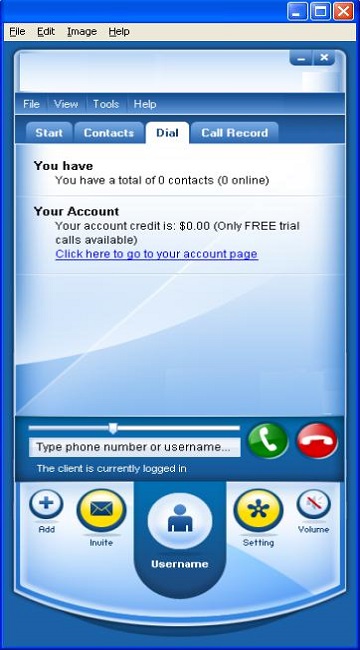 File Edit Image Help
File View Tools Help
Start Contacts Dial Call Record
You have
You have a total of 0 contacts (0 online)
Your Account
Your account credit is: $0.00 (Only FREE trial
calls available)
Click here to go to your account page
Type phone number or username...
The client is currently logged in
Add Invite Username Setting Volume